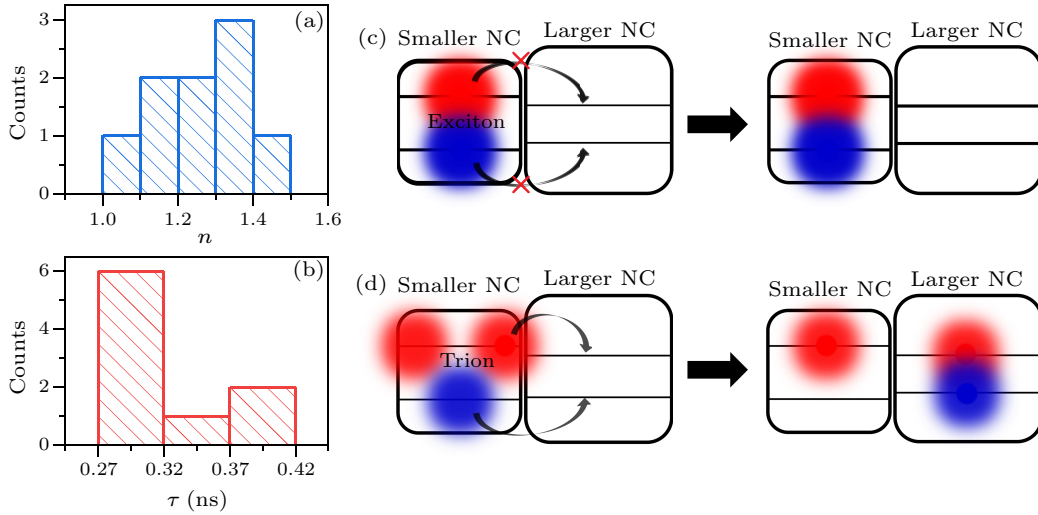 (a)
Counts
3
2
1
0
1.0
1.2
1.4
1.6
n
(b)
Counts
6
4
2
0
0.27
0.32
0.37
0.42
τ (ns)
(c)
Smaller NC
Larger NC
Exciton
Smaller NC
Larger NC
(d)
Smaller NC
Larger NC
Trion
Smaller NC
Larger NC